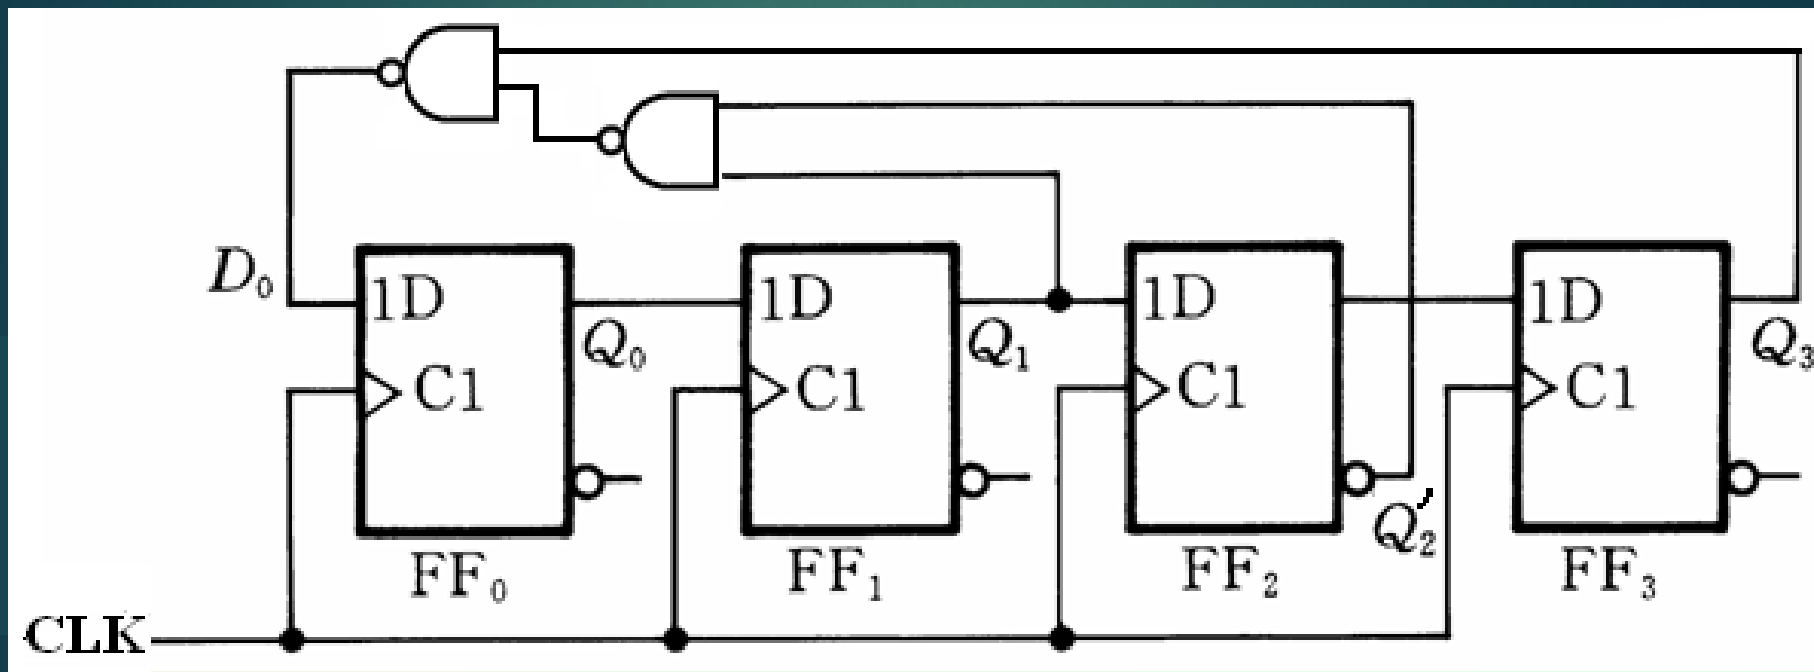 D₀ 1D 1D 1D 1D
Q₀ Q₁ Q₃
C1 C1 C1 C1
Q₂′
FF₀ FF₁ FF₂ FF₃
CLK